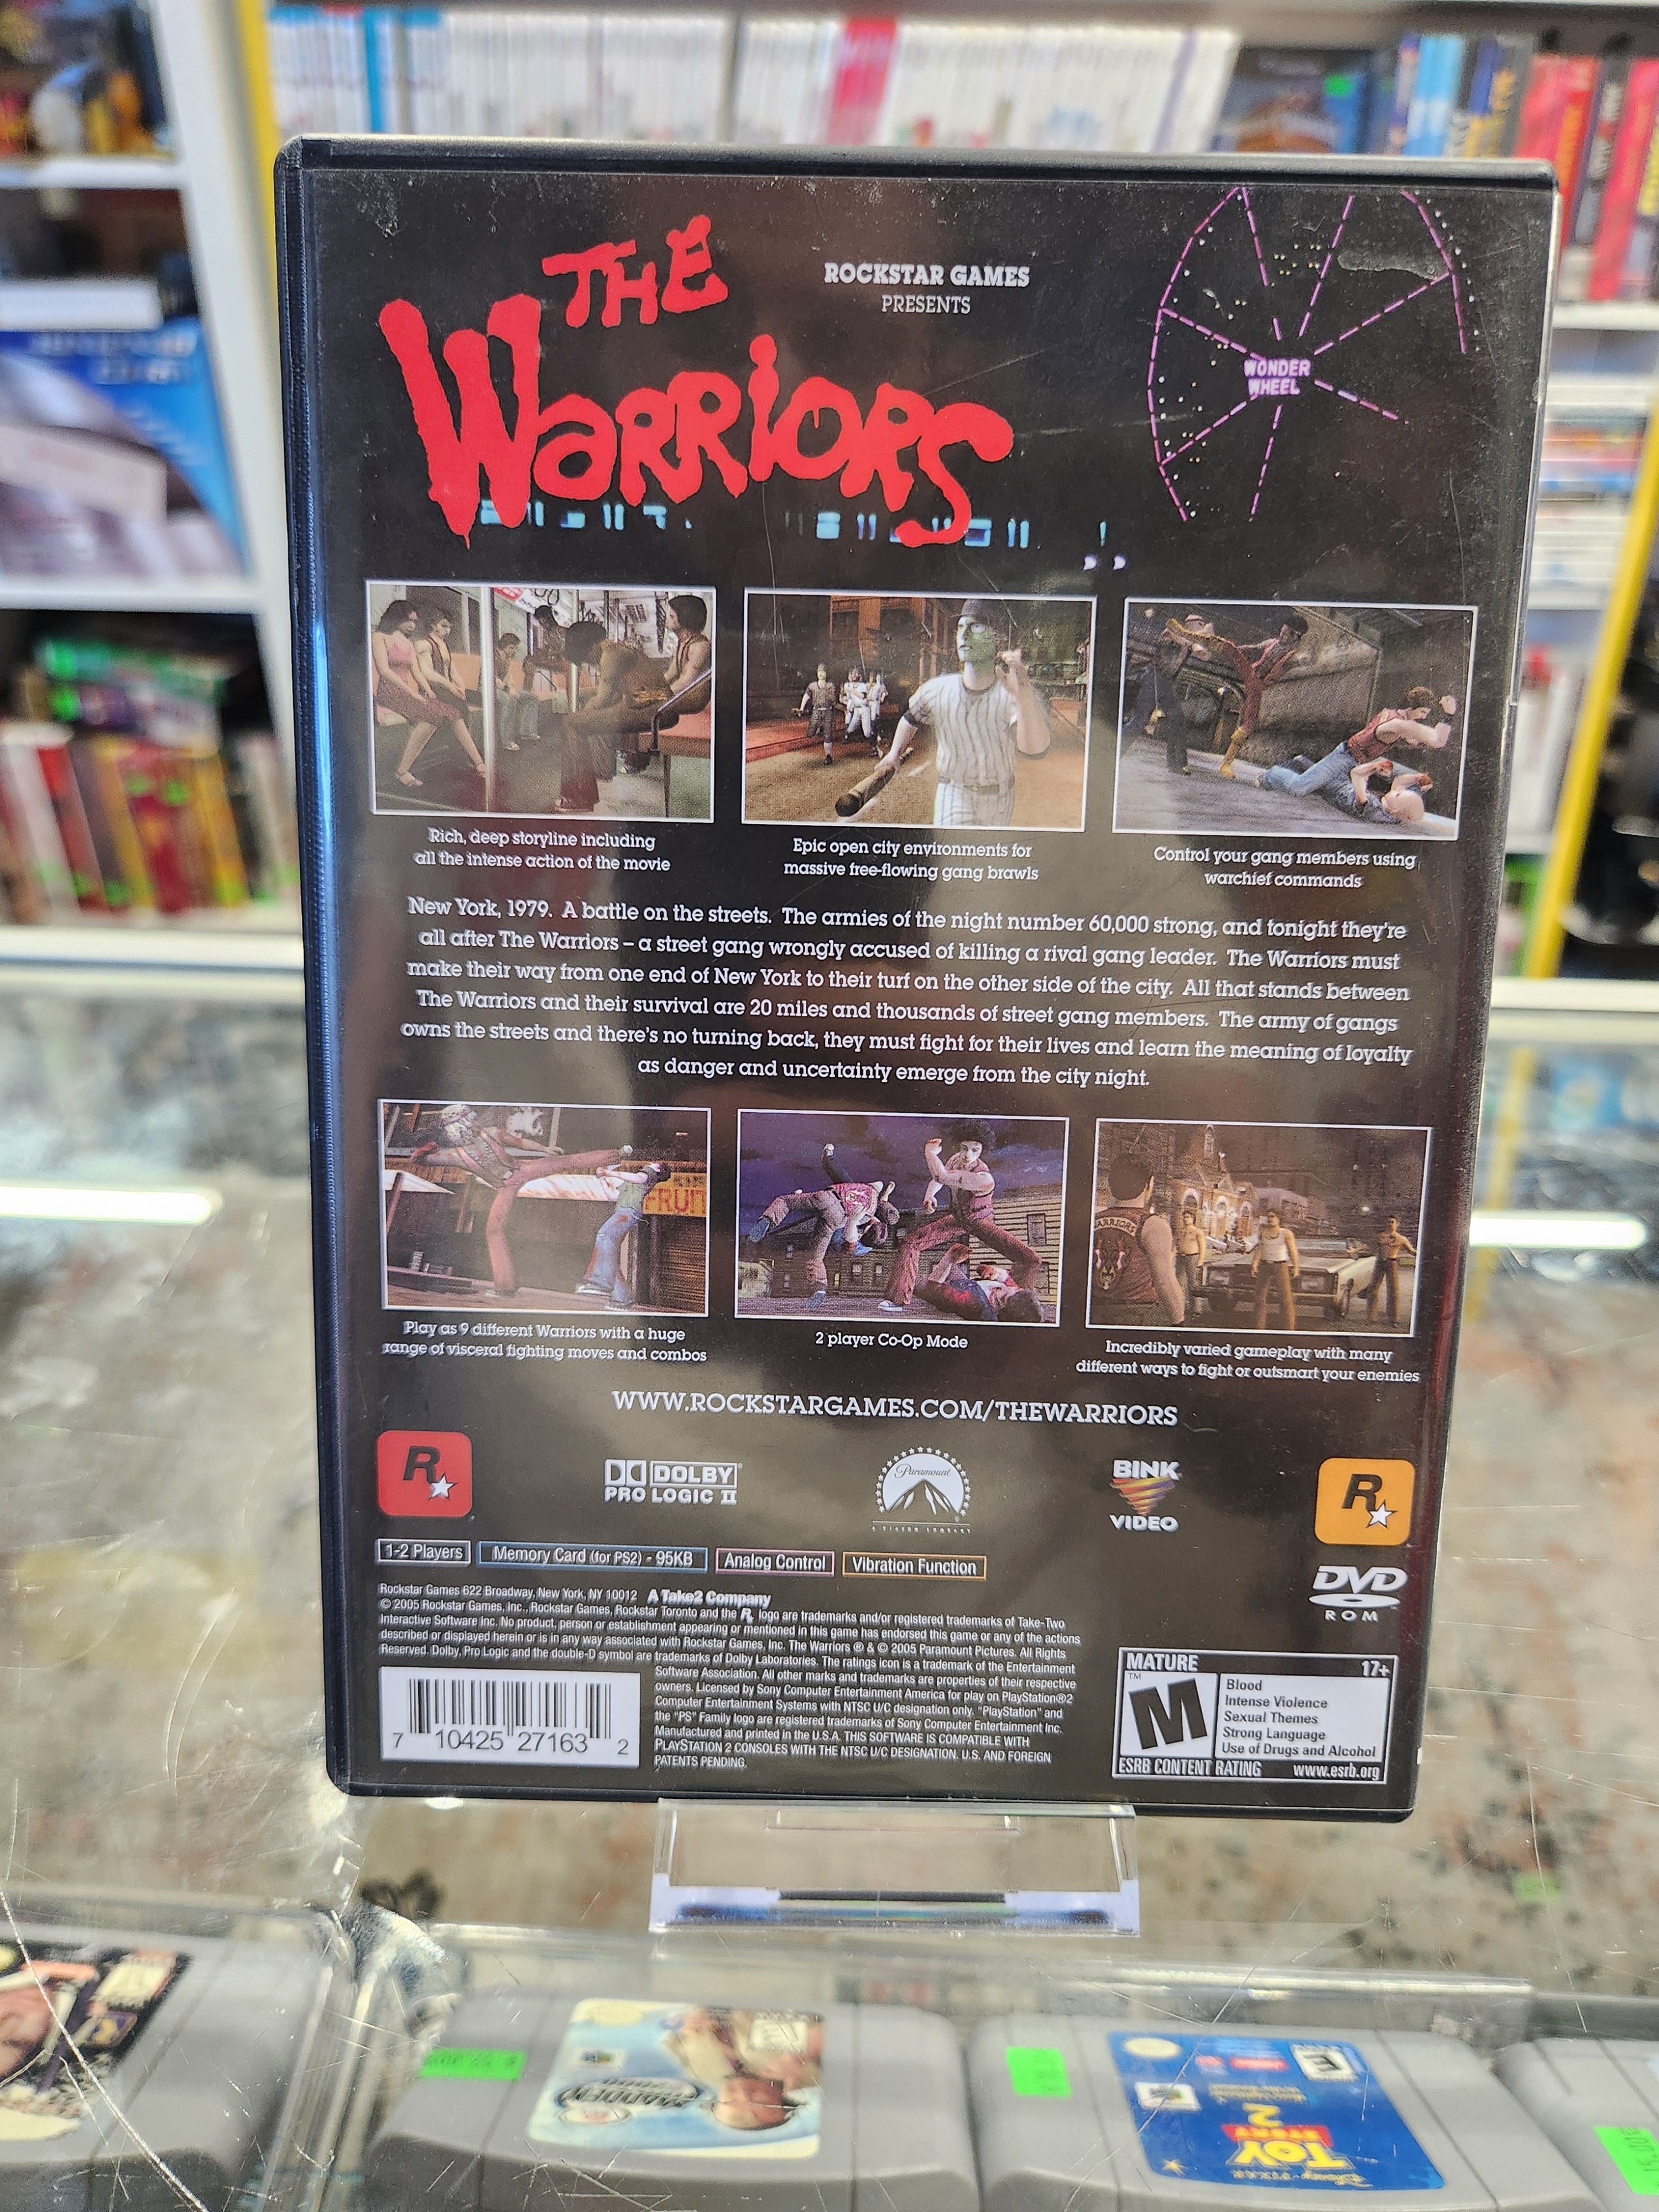 THE
WARRIORS
ROCKSTAR GAMES
PRESENTS
WONDER
WHEEL
Rich, deep storyline including
all the intense action of the movie
Epic open city environments for
massive free-flowing gang brawls
Control your gang members using
warchief commands
New York, 1979. A battle on the streets. The armies of the night number 60,000 strong, and tonight they're
all after The Warriors – a street gang wrongly accused of killing a rival gang leader. The Warriors must
make their way from one end of New York to their turf on the other side of the city. All that stands between
The Warriors and their survival are 20 miles and thousands of street gang members. The army of gangs
owns the streets and there's no turning back, they must fight for their lives and learn the meaning of loyalty
as danger and uncertainty emerge from the city night.
FRUIT
WARRIORS
Play as 9 different Warriors with a huge
range of visceral fighting moves and combos
2 player Co-Op Mode
Incredibly varied gameplay with many
different ways to fight or outsmart your enemies
WWW.ROCKSTARGAMES.COM/THEWARRIORS
R
DOLBY
PRO LOGIC II
Paramount
A VIACOM COMPANY
BINK
VIDEO
R
1-2 Players
Memory Card (for PS2) - 95KB
Analog Control
Vibration Function
DVD
ROM
Rockstar Games 622 Broadway, New York, NY 10012 A Take2 Company
© 2005 Rockstar Games, Inc., Rockstar Games, Rockstar Toronto and the R logo are trademarks and/or registered trademarks of Take-Two
Interactive Software Inc. No product, person or establishment appearing or mentioned in this game has endorsed this game or any of the actions
described or displayed herein or is in any way associated with Rockstar Games, Inc. The Warriors ® & © 2005 Paramount Pictures. All Rights
Reserved. Dolby, Pro Logic and the double-D symbol are trademarks of Dolby Laboratories. The ratings icon is a trademark of the Entertainment
Software Association. All other marks and trademarks are properties of their respective
owners. Licensed by Sony Computer Entertainment America for play on PlayStation®2
Computer Entertainment Systems with NTSC U/C designation only. "PlayStation" and
the "PS" Family logo are registered trademarks of Sony Computer Entertainment Inc.
Manufactured and printed in the U.S.A. THIS SOFTWARE IS COMPATIBLE WITH
PLAYSTATION 2 CONSOLES WITH THE NTSC U/C DESIGNATION. U.S. AND FOREIGN
PATENTS PENDING.
7 10425 27163 2
MATURE 17+
M
Blood
Intense Violence
Sexual Themes
Strong Language
Use of Drugs and Alcohol
ESRB CONTENT RATING www.esrb.org
MADDEN
E
2
TOY
Disney·PIXAR